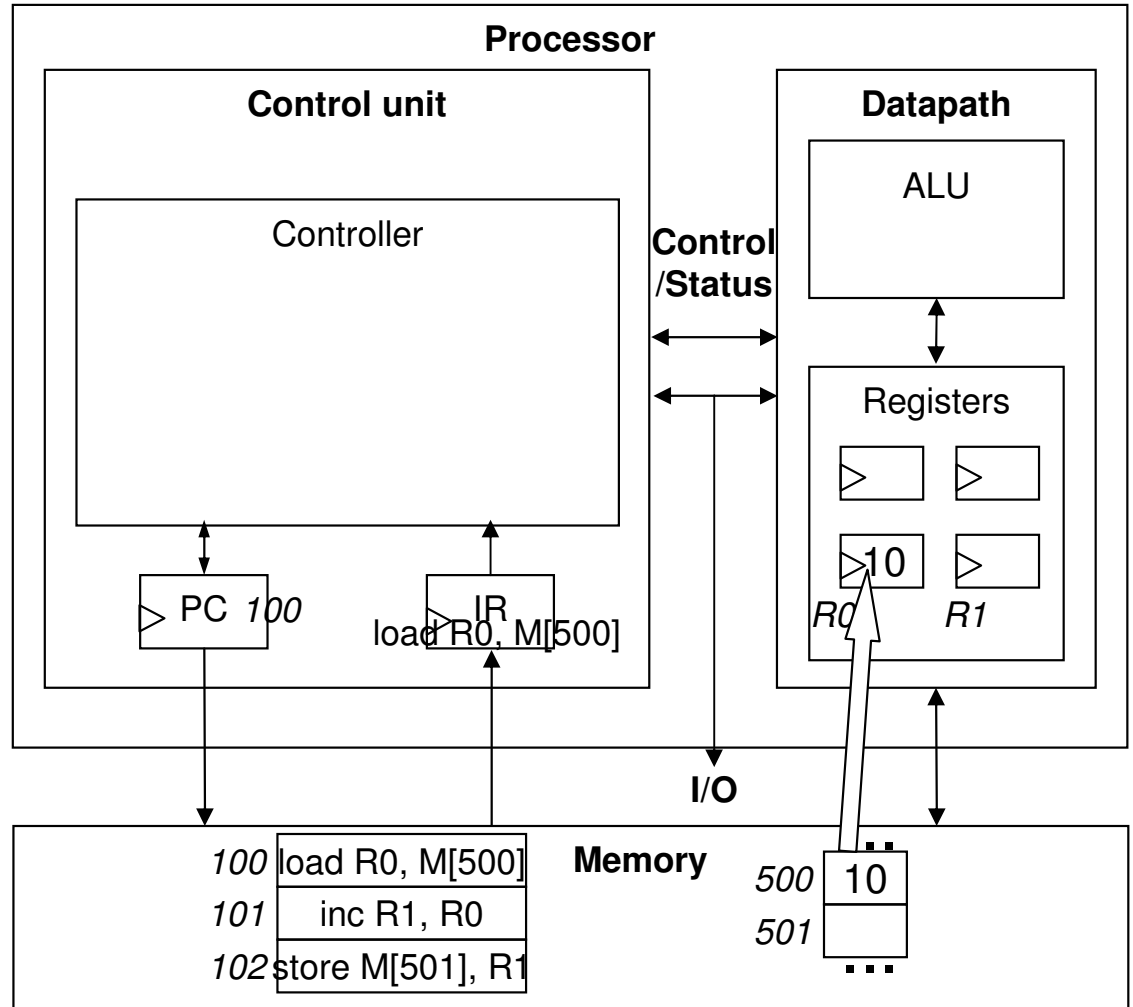 Processor
Control unit
Datapath
ALU
Controller
Control
/Status
Registers
10
R0
R1
PC 100
IR
load R0, M[500]
I/O
Memory
100 load R0, M[500]
101 inc R1, R0
102 store M[501], R1
500 10
501